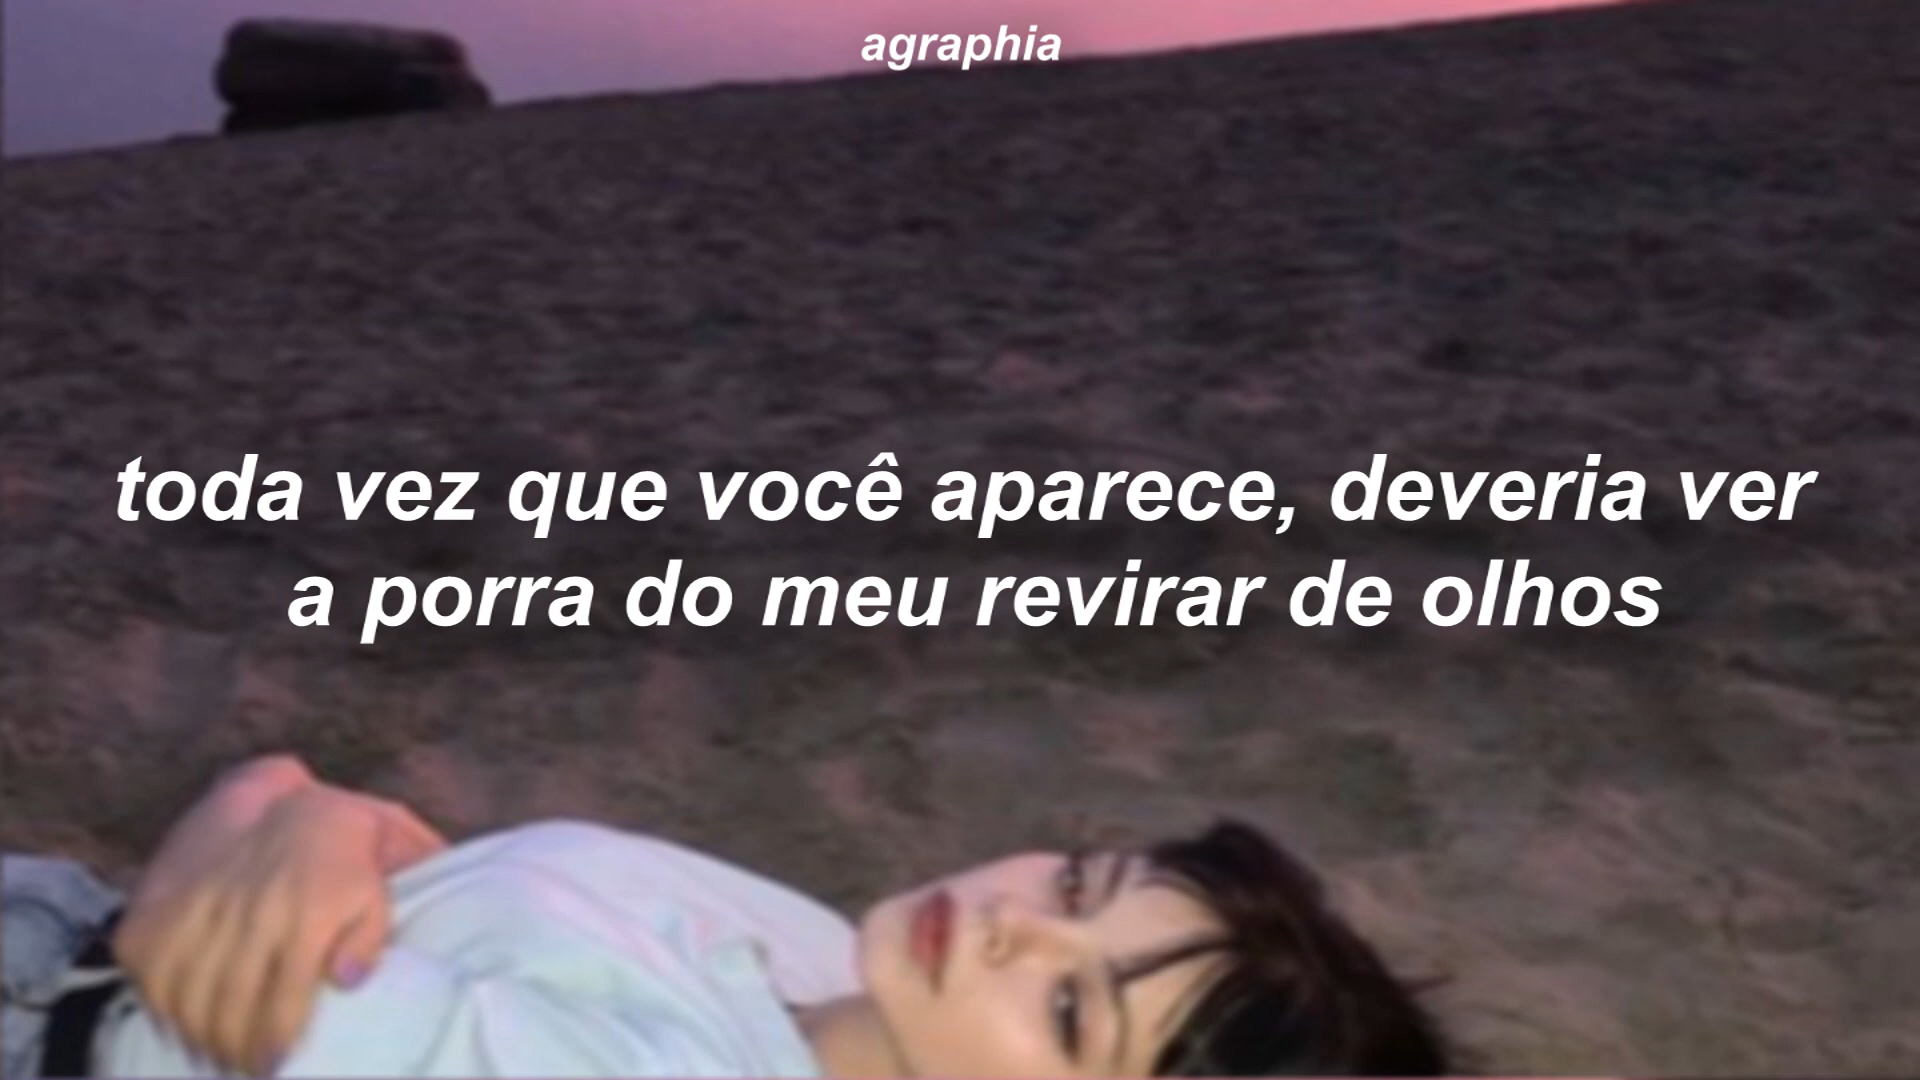 agraphia
toda vez que você aparece, deveria ver
a porra do meu revirar de olhos